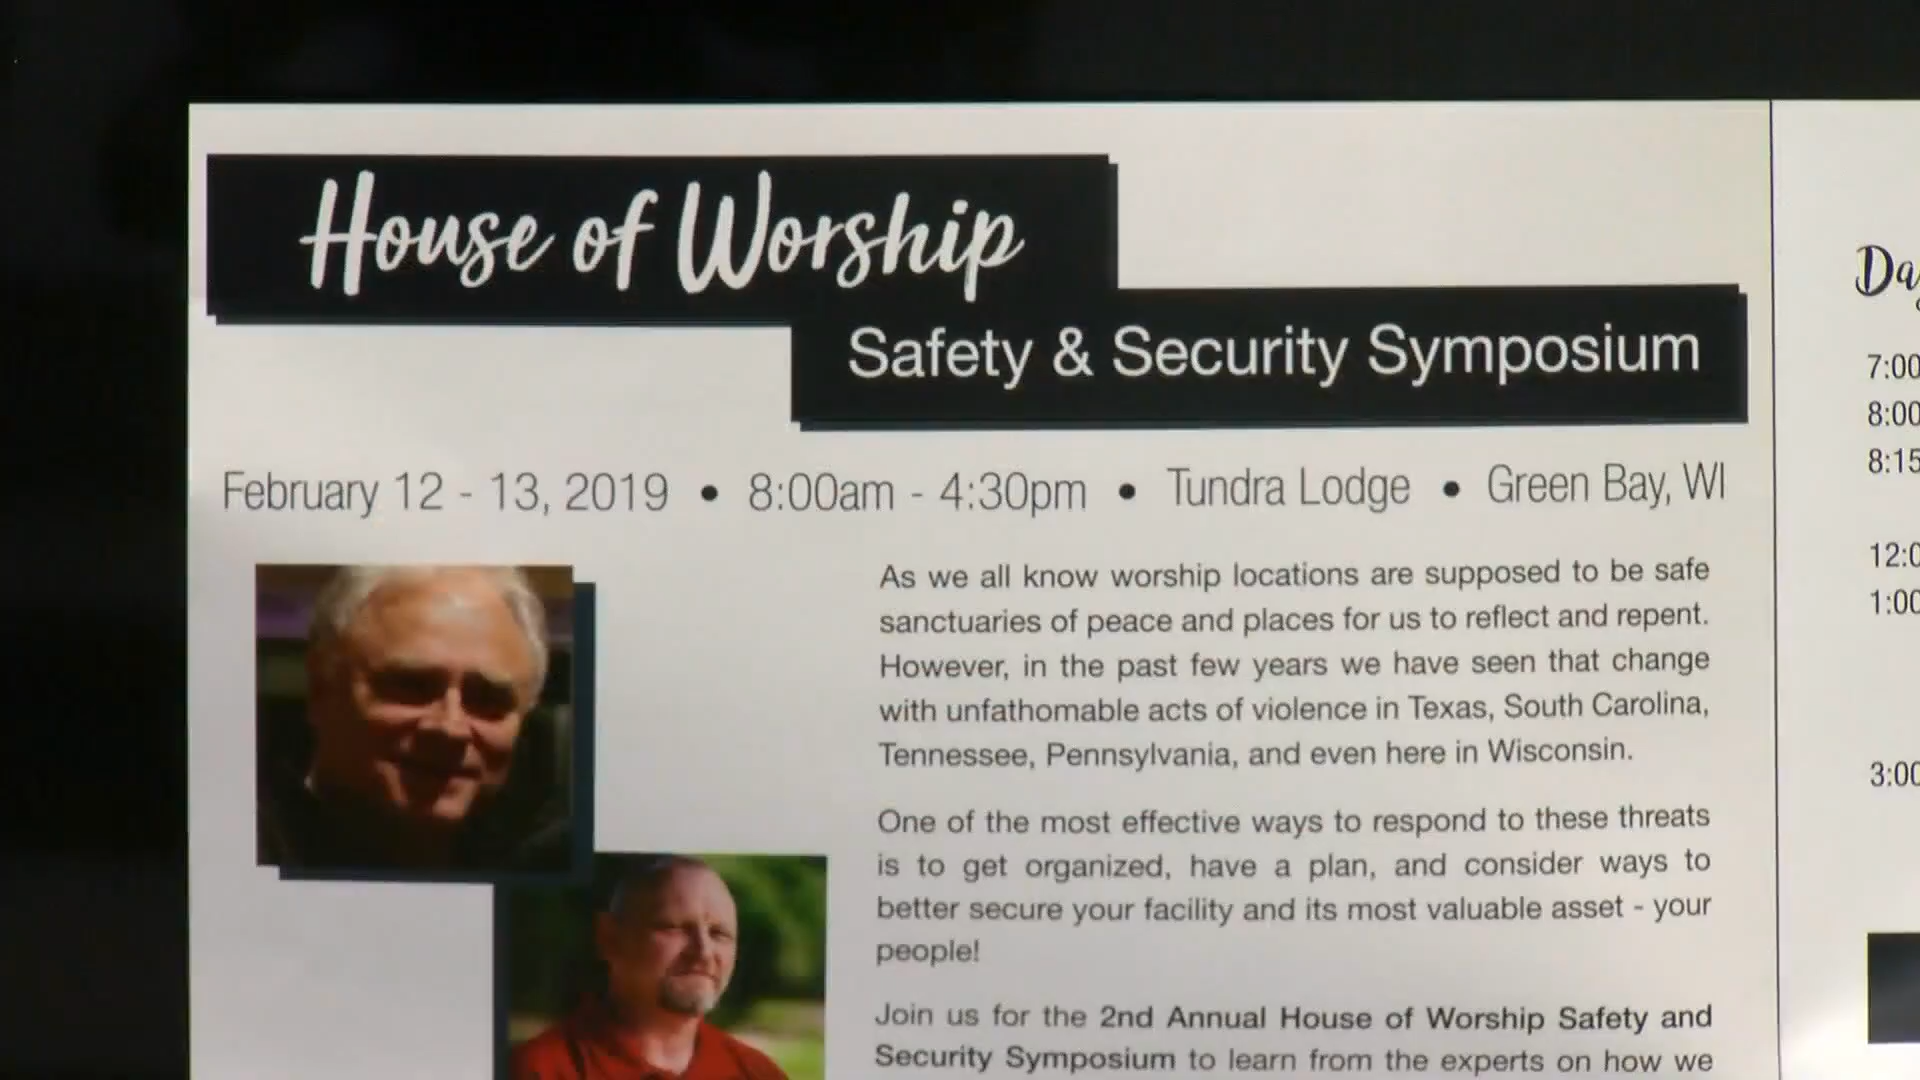 House of Worship
Safety & Security Symposium
February 12 - 13, 2019 • 8:00am - 4:30pm • Tundra Lodge • Green Bay, WI
As we all know worship locations are supposed to be safe
sanctuaries of peace and places for us to reflect and repent.
However, in the past few years we have seen that change
with unfathomable acts of violence in Texas, South Carolina,
Tennessee, Pennsylvania, and even here in Wisconsin.
One of the most effective ways to respond to these threats
is to get organized, have a plan, and consider ways to
better secure your facility and its most valuable asset - your
people!
Join us for the 2nd Annual House of Worship Safety and
Security Symposium to learn from the experts on how we
7:00
8:00
8:15
1:00
3:00